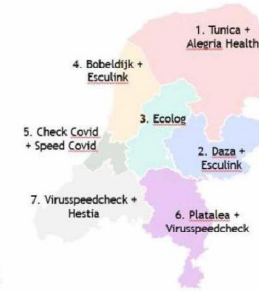 1. Tunica +
Alegria Health
4. Bobeldijk +
Esculink
3. Ecolog
5. Check Covid
+ Speed Covid
2. Daza +
Esculink
7. Virusspeedcheck +
Hestia
6. Platalea +
Virusspeedcheck